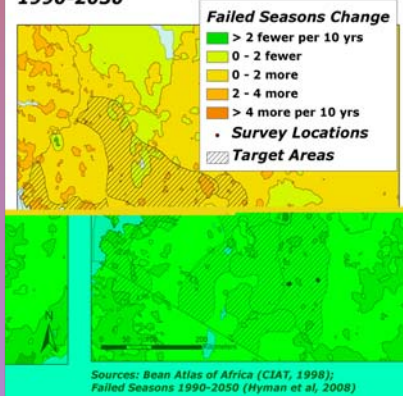 1990-2050
Failed Seasons Change
> 2 fewer per 10 yrs
0 - 2 fewer
0 - 2 more
2 - 4 more
> 4 more per 10 yrs
Survey Locations
Target Areas
N
Sources: Bean Atlas of Africa (CIAT, 1998);
Failed Seasons 1990-2050 (Hyman et al, 2008)